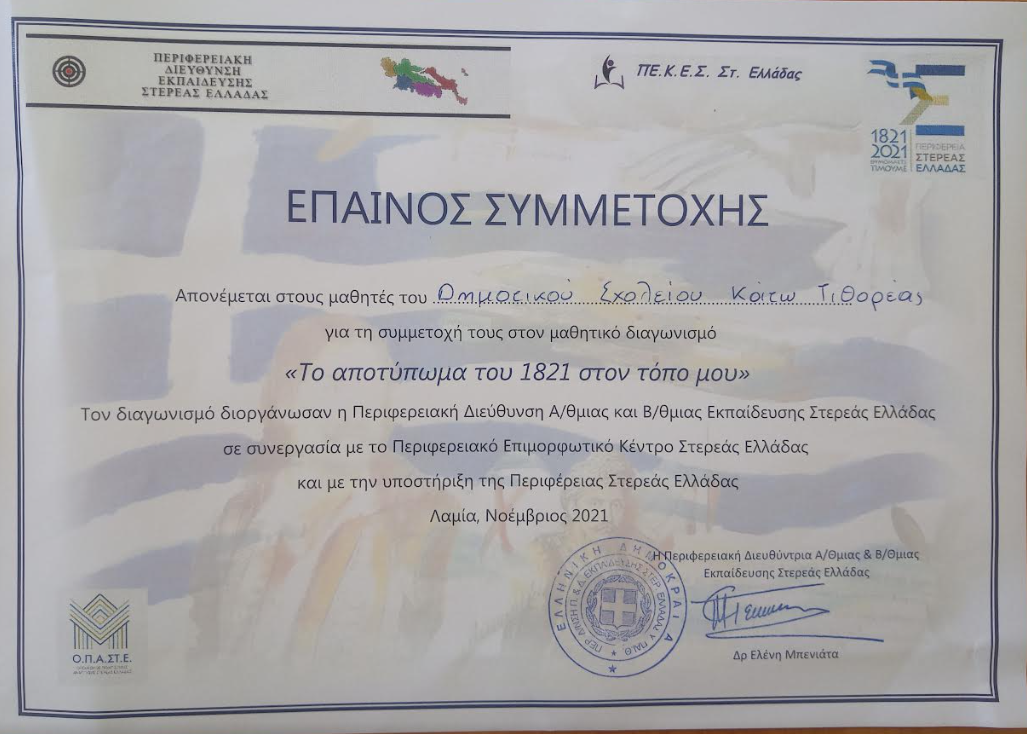 ΠΕΡΙΦΕΡΕΙΑΚΗ
ΔΙΕΥΘΥΝΣΗ
ΕΚΠΑΙΔΕΥΣΗΣ
ΣΤΕΡΕΑΣ ΕΛΛΑΔΑΣ
ΠΕ.Κ.Ε.Σ. Στ. Ελλάδας
1821
2021
ΤΙΜΟΥΜΕ
ΠΕΡΙΦΕΡΕΙΑ
ΣΤΕΡΕΑΣ
ΕΛΛΑΔΑΣ
ΕΠΑΙΝΟΣ ΣΥΜΜΕΤΟΧΗΣ
Απονέμεται στους μαθητές του Δημοτικού Σχολείου Κάτω Τιθορέας
για τη συμμετοχή τους στον μαθητικό διαγωνισμό
«Το αποτύπωμα του 1821 στον τόπο μου»
Τον διαγωνισμό διοργάνωσαν η Περιφερειακή Διεύθυνση Α/θμιας και Β/θμιας Εκπαίδευσης Στερεάς Ελλάδας
σε συνεργασία με το Περιφερειακό Επιμορφωτικό Κέντρο Στερεάς Ελλάδας
και με την υποστήριξη της Περιφέρειας Στερεάς Ελλάδας
Λαμία, Νοέμβριος 2021
Η Περιφερειακή Διευθύντρια Α/Θμιας & Β/Θμιας
Εκπαίδευσης Στερεάς Ελλάδας
ΕΛΛΗΝΙΚΗ ΔΗΜΟΚΡΑΤΙΑ
Δρ Ελένη Μπενιάτα
Ο.Π.Α.ΣΤ.Ε.